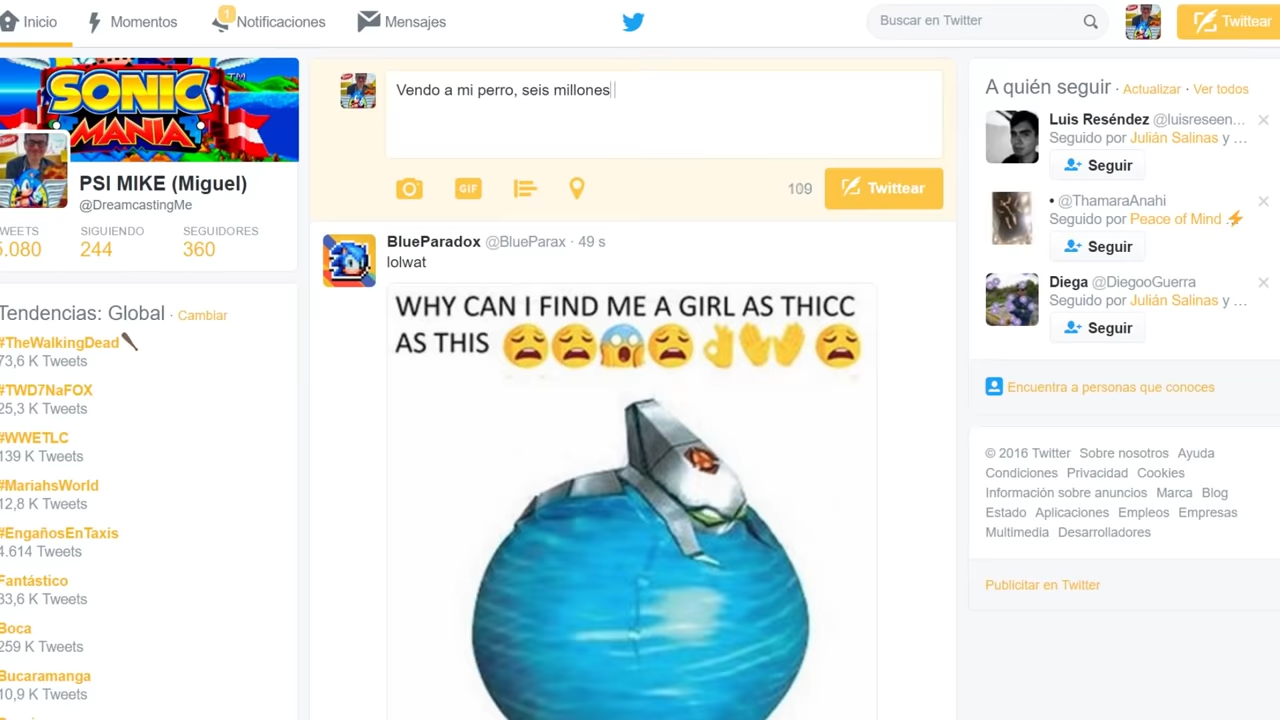 Inicio
Momentos
1
Notificaciones
Mensajes
Buscar en Twitter
Twittear
SONIC
MANIA
TM
PSI MIKE (Miguel)
@DreamcastingMe
WEETS
SIGUIENDO
SEGUIDORES
5.080
244
360
Tendencias: Global · Cambiar
#TheWalkingDead
73,6 K Tweets
#TWD7NaFOX
25,3 K Tweets
#WWETLC
139 K Tweets
#MariahsWorld
12,8 K Tweets
#EngañosEnTaxis
4.614 Tweets
Fantástico
33,6 K Tweets
Boca
259 K Tweets
Bucaramanga
10,9 K Tweets
Vendo a mi perro, seis millones
GIF
109
Twittear
BlueParadox @BlueParax · 49 s
lolwat
WHY CAN I FIND ME A GIRL AS THICC
AS THIS
A quién seguir · Actualizar · Ver todos
Luis Reséndez @luisreseen...
Seguido por Julián Salinas y ...
Seguir
• @ThamaraAnahi
Seguido por Peace of Mind .
Seguir
Diega @DiegooGuerra
Seguido por Julián Salinas y ...
Seguir
Encuentra a personas que conoces
© 2016 Twitter Sobre nosotros Ayuda
Condiciones Privacidad Cookies
Información sobre anuncios Marca Blog
Estado Aplicaciones Empleos Empresas
Multimedia Desarrolladores
Publicitar en Twitter